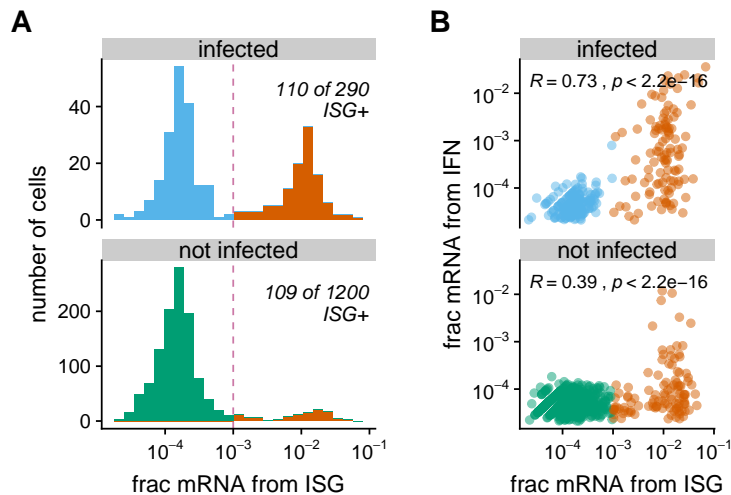 A
infected
110 of 290
ISG+
40
20
0
not infected
109 of 1200
ISG+
200
100
0
number of cells
10⁻⁴
10⁻³
10⁻²
10⁻¹
frac mRNA from ISG
B
infected
R = 0.73 , p < 2.2e−16
10⁻²
10⁻³
10⁻⁴
not infected
R = 0.39 , p < 2.2e−16
10⁻²
10⁻³
10⁻⁴
frac mRNA from IFN
10⁻⁴
10⁻³
10⁻²
10⁻¹
frac mRNA from ISG